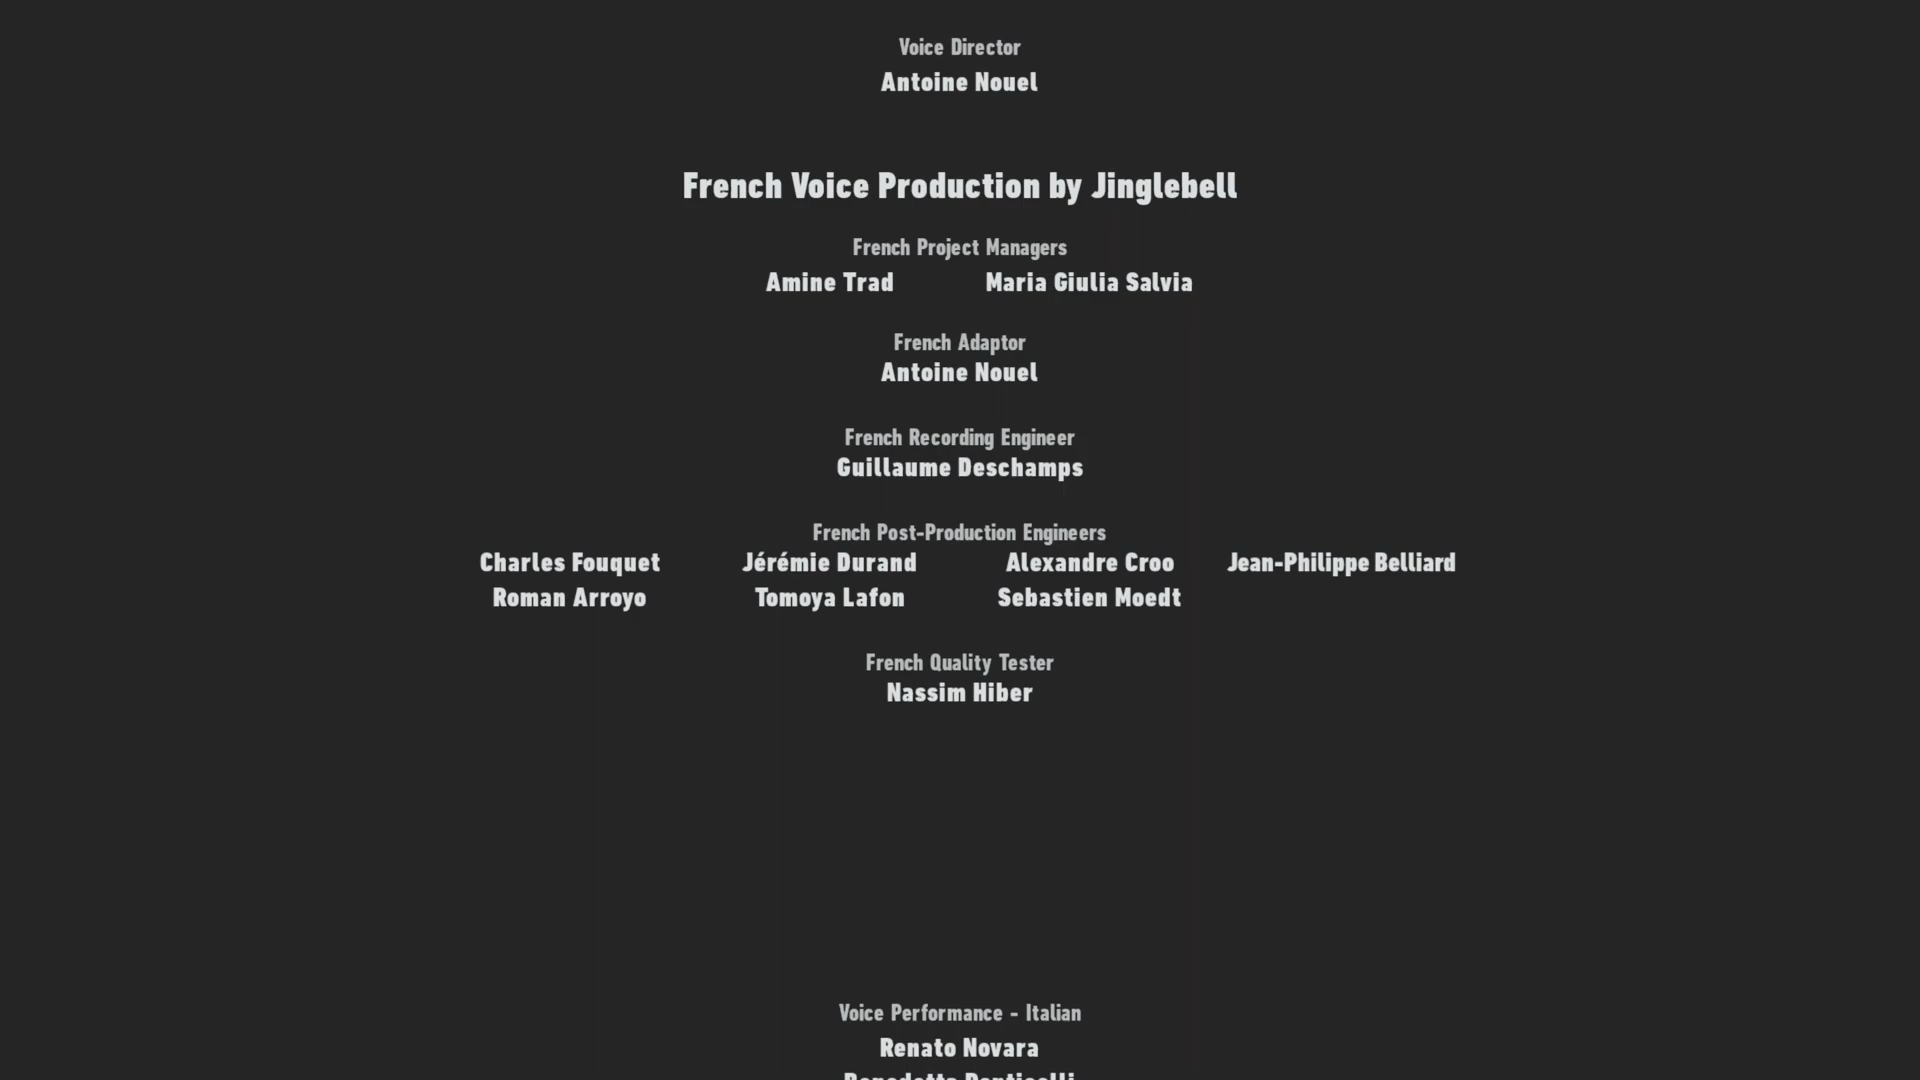 Voice Director
Antoine Nouel
French Voice Production by Jinglebell
French Project Managers
Amine Trad Maria Giulia Salvia
French Adaptor
Antoine Nouel
French Recording Engineer
Guillaume Deschamps
French Post-Production Engineers
Charles Fouquet Jérémie Durand Alexandre Croo Jean-Philippe Belliard
Roman Arroyo Tomoya Lafon Sebastien Moedt
French Quality Tester
Nassim Hiber
Voice Performance - Italian
Renato Novara